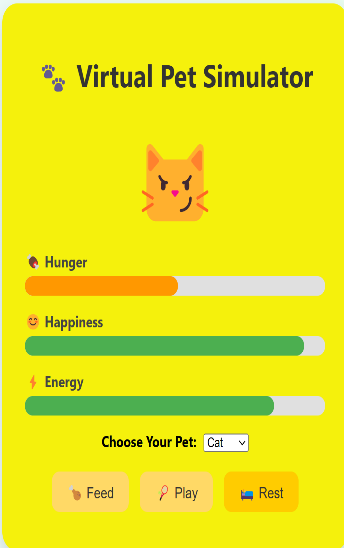 Virtual Pet Simulator
Hunger
Happiness
Energy
Choose Your Pet: Cat
Feed Play Rest